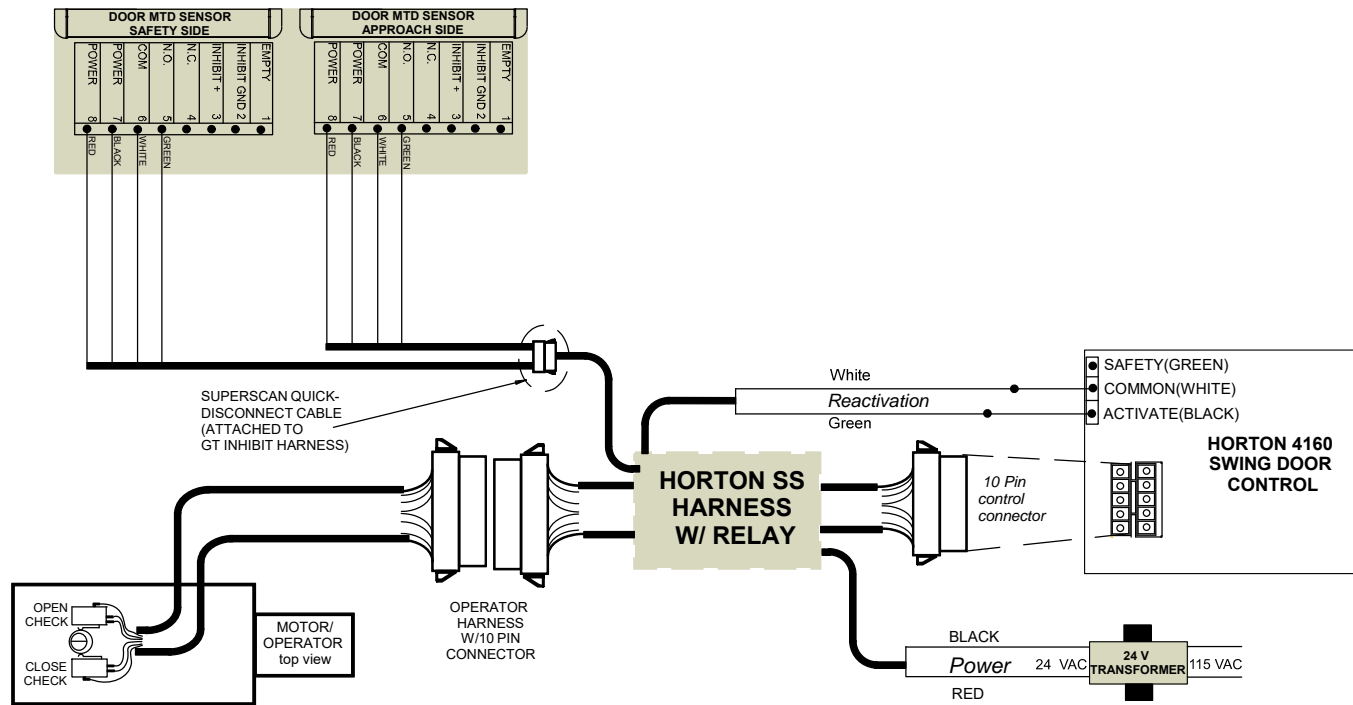 DOOR MTD SENSOR
SAFETY SIDE
POWER 8
POWER 7
COM 6
N.O. 5
N.C. 4
INHIBIT + 3
INHIBIT GND 2
EMPTY 1
RED
BLACK
WHITE
GREEN
DOOR MTD SENSOR
APPROACH SIDE
POWER 8
POWER 7
COM 6
N.O. 5
N.C. 4
INHIBIT + 3
INHIBIT GND 2
EMPTY 1
RED
BLACK
WHITE
GREEN
SUPERSCAN QUICK-
DISCONNECT CABLE
(ATTACHED TO
GT INHIBIT HARNESS)
White
Reactivation
Green
SAFETY(GREEN)
COMMON(WHITE)
ACTIVATE(BLACK)
HORTON 4160
SWING DOOR
CONTROL
HORTON SS
HARNESS
W/ RELAY
10 Pin
control
connector
OPERATOR
HARNESS
W/10 PIN
CONNECTOR
OPEN
CHECK
CLOSE
CHECK
MOTOR/
OPERATOR
top view
BLACK
Power
RED
24 VAC
24 V
TRANSFORMER
115 VAC